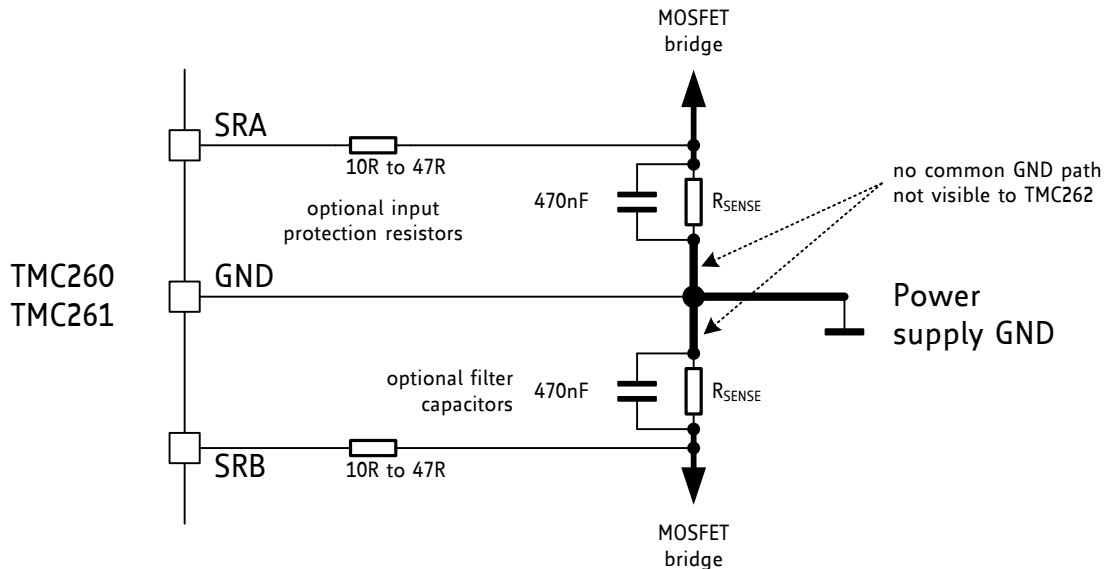 MOSFET
bridge
SRA
10R to 47R
no common GND path
not visible to TMC262
470nF
RSENSE
optional input
protection resistors
TMC260
TMC261
GND
Power
supply GND
optional filter
capacitors
470nF
RSENSE
SRB
10R to 47R
MOSFET
bridge